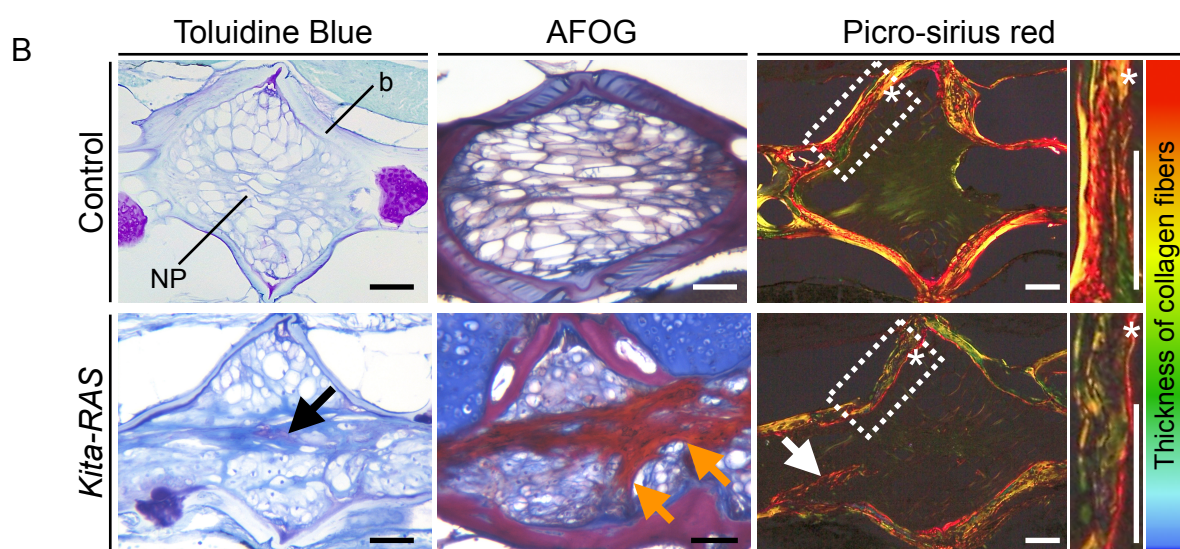 B
Toluidine Blue
AFOG
Picro-sirius red
Control
b
NP
*
*
Kita-RAS
*
*
Thickness of collagen fibers